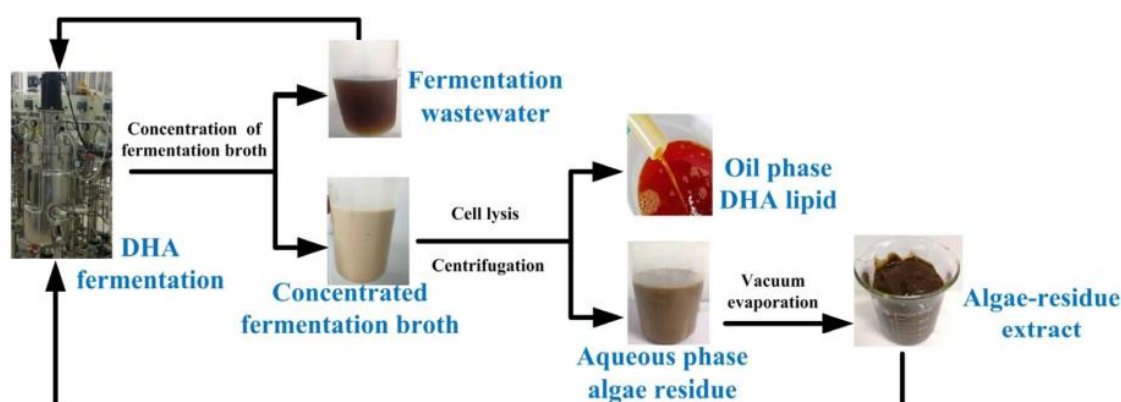 Fermentation
wastewater
Concentration of
fermentation broth
DHA
fermentation
Concentrated
fermentation broth
Cell lysis
Centrifugation
Oil phase
DHA lipid
Aqueous phase
algae residue
Vacuum
evaporation
Algae-residue
extract